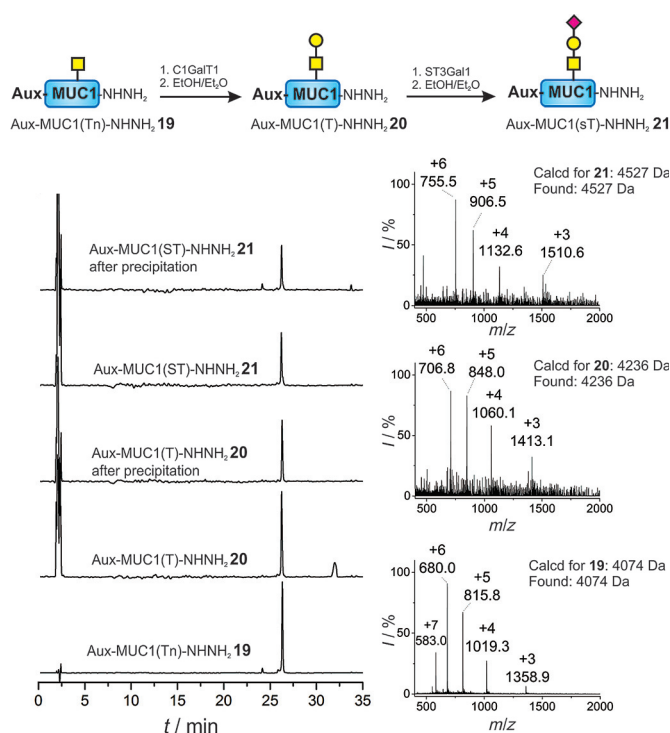 1. C1GalT1
2. EtOH/Et₂O
1. ST3Gal1
2. EtOH/Et₂O
Aux-MUC1-NHNH₂
Aux-MUC1-NHNH₂
Aux-MUC1-NHNH₂
Aux-MUC1(Tn)-NHNH₂ 19
Aux-MUC1(T)-NHNH₂ 20
Aux-MUC1(sT)-NHNH₂ 21
Aux-MUC1(ST)-NHNH₂ 21
after precipitation
Aux-MUC1(ST)-NHNH₂ 21
Aux-MUC1(T)-NHNH₂ 20
after precipitation
Aux-MUC1(T)-NHNH₂ 20
Aux-MUC1(Tn)-NHNH₂ 19
0 5 10 15 20 25 30 35
t / min
100
50
0
I / %
+6
755.5
+5
906.5
+4
1132.6
+3
1510.6
Calcd for 21: 4527 Da
Found: 4527 Da
500 1000 1500 2000
m/z
100
50
0
I / %
+6
706.8
+5
848.0
+4
1060.1
+3
1413.1
Calcd for 20: 4236 Da
Found: 4236 Da
500 1000 1500 2000
m/z
100
50
0
I / %
+6
680.0
+5
815.8
+7
583.0
+4
1019.3
+3
1358.9
Calcd for 19: 4074 Da
Found: 4074 Da
500 1000 1500 2000
m/z